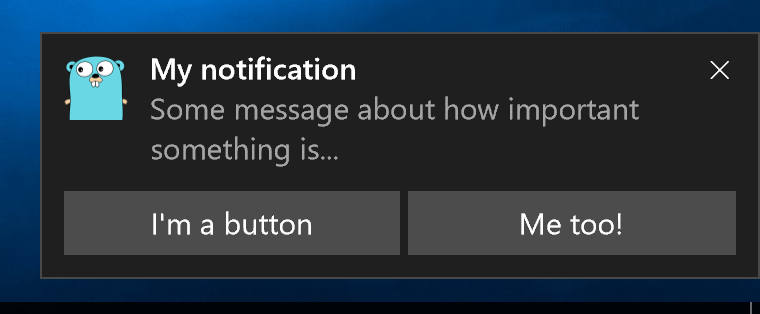 My notification
Some message about how important
something is...
I'm a button
Me too!